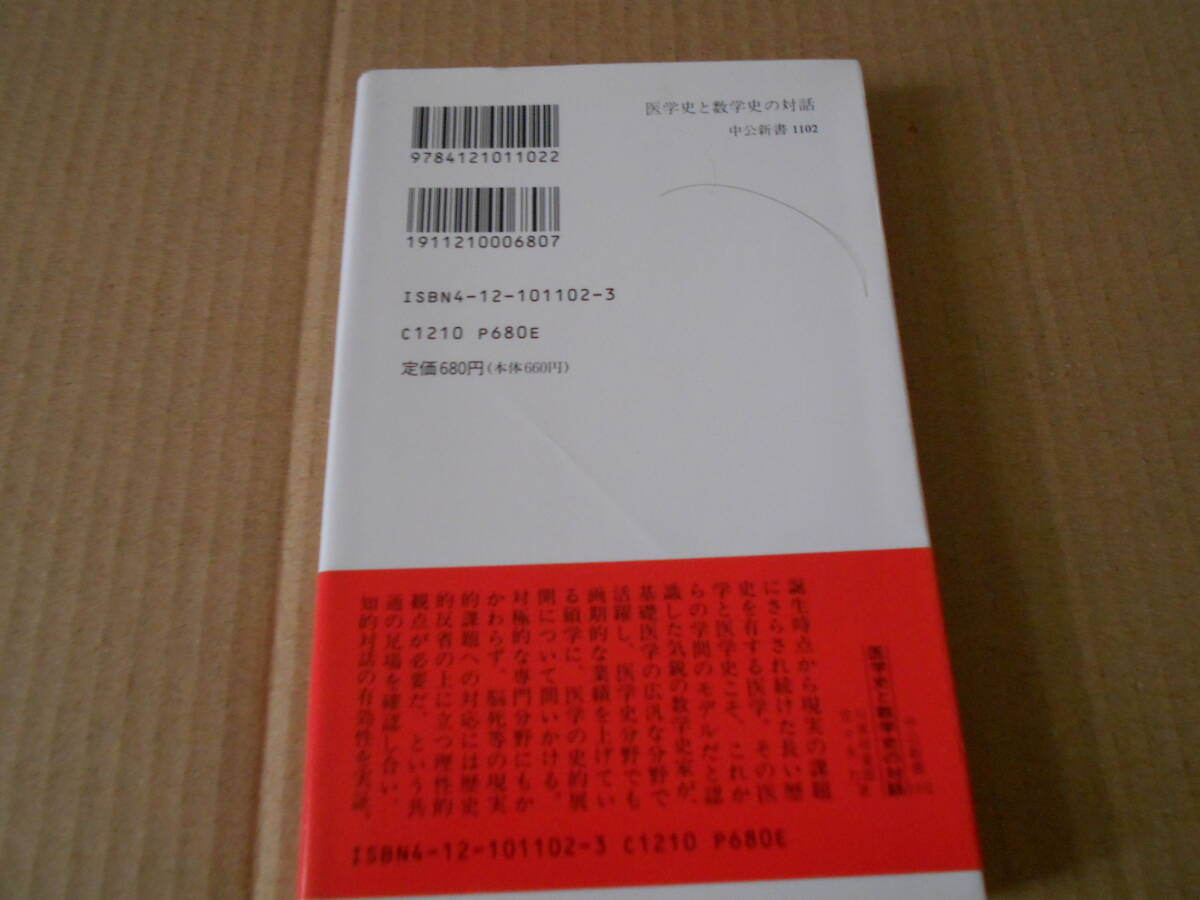 医学史と数学史の対話
中公新書 1102
9784121011022
1911210006807
ISBN4-12-101102-3
C1210 P680E
定価680円(本体660円)
医学史と数学史の対話
誕生時点から現実の課題
にさらされ続けた長い歴
史を有する医学。その医
学と医学史こそ、これか
らの学問のモデルだと認
識した気鋭の数学史家が、
基礎医学の広汎な分野で
活躍し、医学史分野でも
画期的な業績を上げてい
る碩学に、医学の史的展
開について問いかける。
対極的な専門分野にもか
かわらず、脳死等の現実
的課題への対応には歴史
的反省の上に立つ理性的
観点が必要だ、という共
通の足場を確認し合い、
知的対話の有効性を実証。
ISBN4-12-101102-3 C1210 P680E